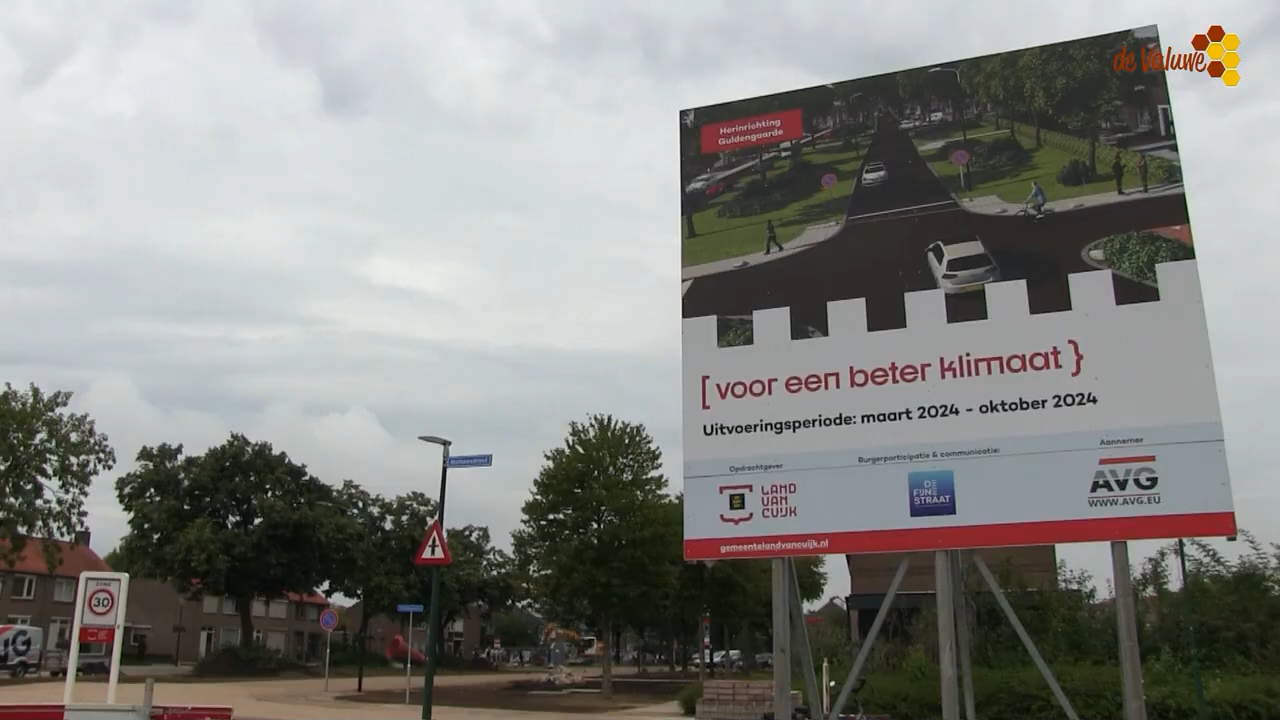 de Valuwe
Herinrichting
Guldengaarde
[ voor een beter klimaat }
Uitvoeringsperiode: maart 2024 - oktober 2024
Opdrachtgever
Burgerparticipatie & communicatie:
Aannemer
LAND
VAN
CUIJK
DE
FIJNE
STRAAT
AVG
WWW.AVG.EU
gemeentelandvancuijk.nl
ZONE
30